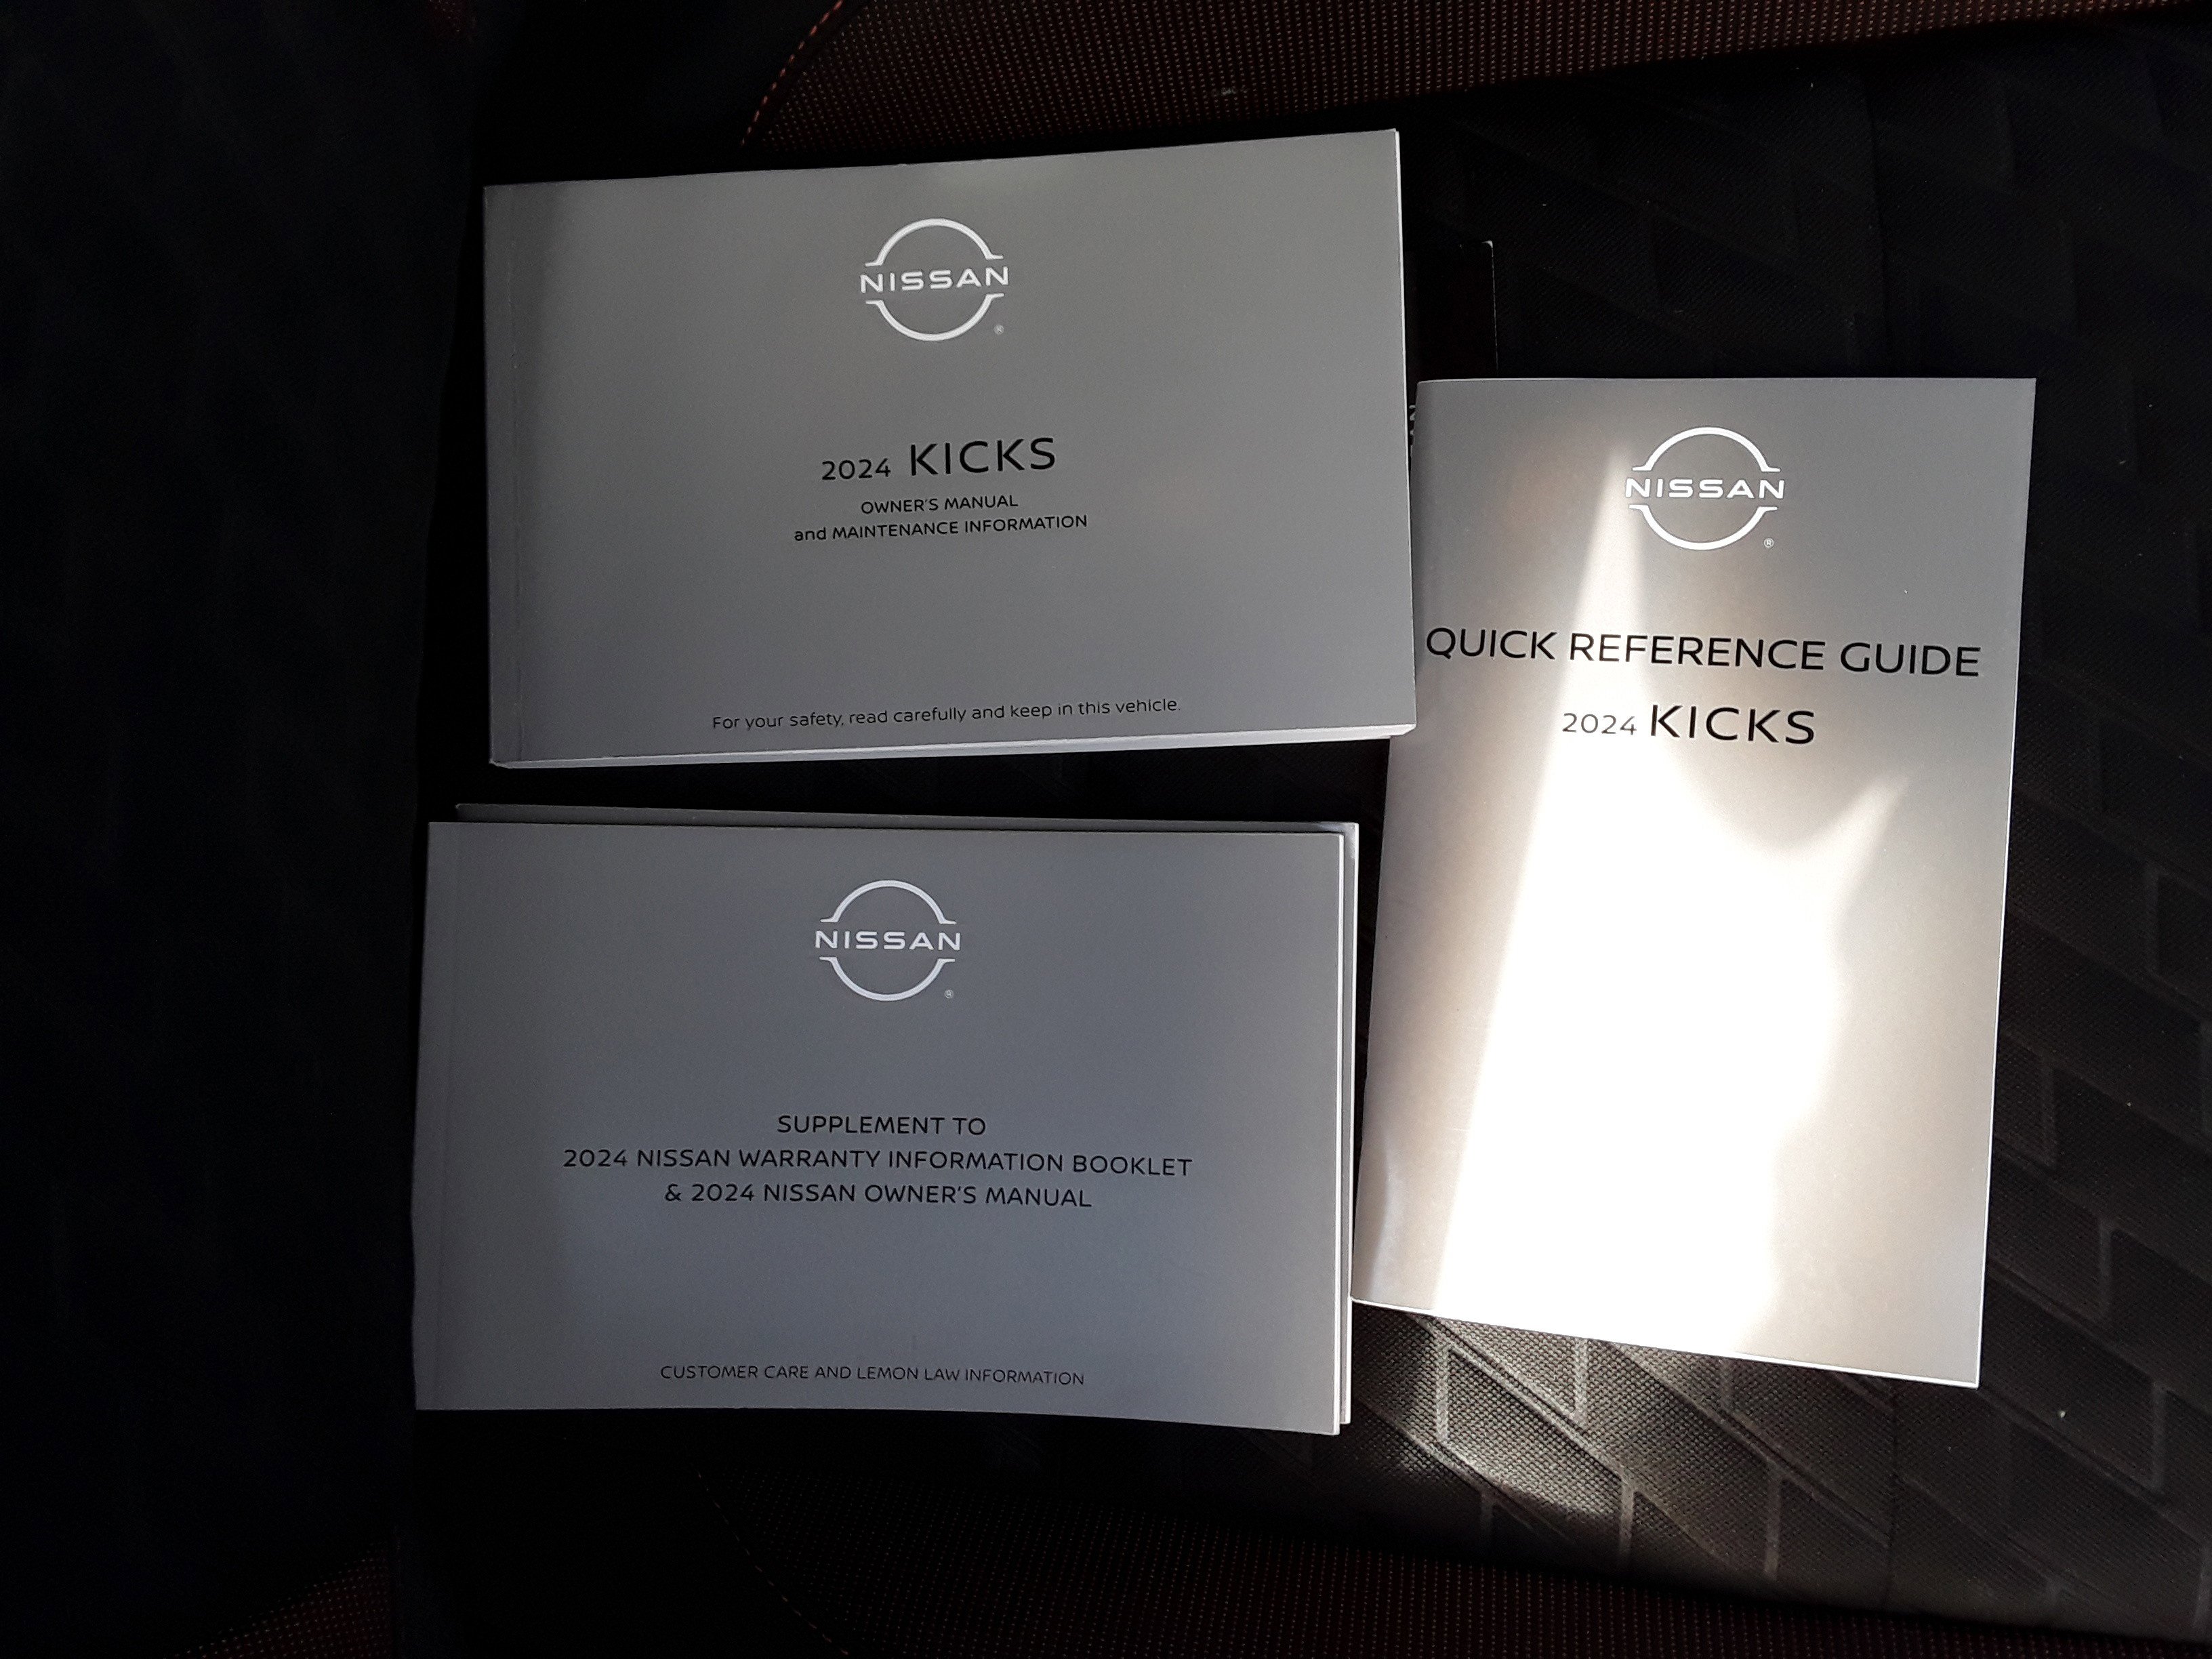 NISSAN
®
2024 KICKS
OWNER'S MANUAL
and MAINTENANCE INFORMATION
For your safety, read carefully and keep in this vehicle.
NISSAN
®
QUICK REFERENCE GUIDE
2024 KICKS
NISSAN
®
SUPPLEMENT TO
2024 NISSAN WARRANTY INFORMATION BOOKLET
& 2024 NISSAN OWNER'S MANUAL
CUSTOMER CARE AND LEMON LAW INFORMATION